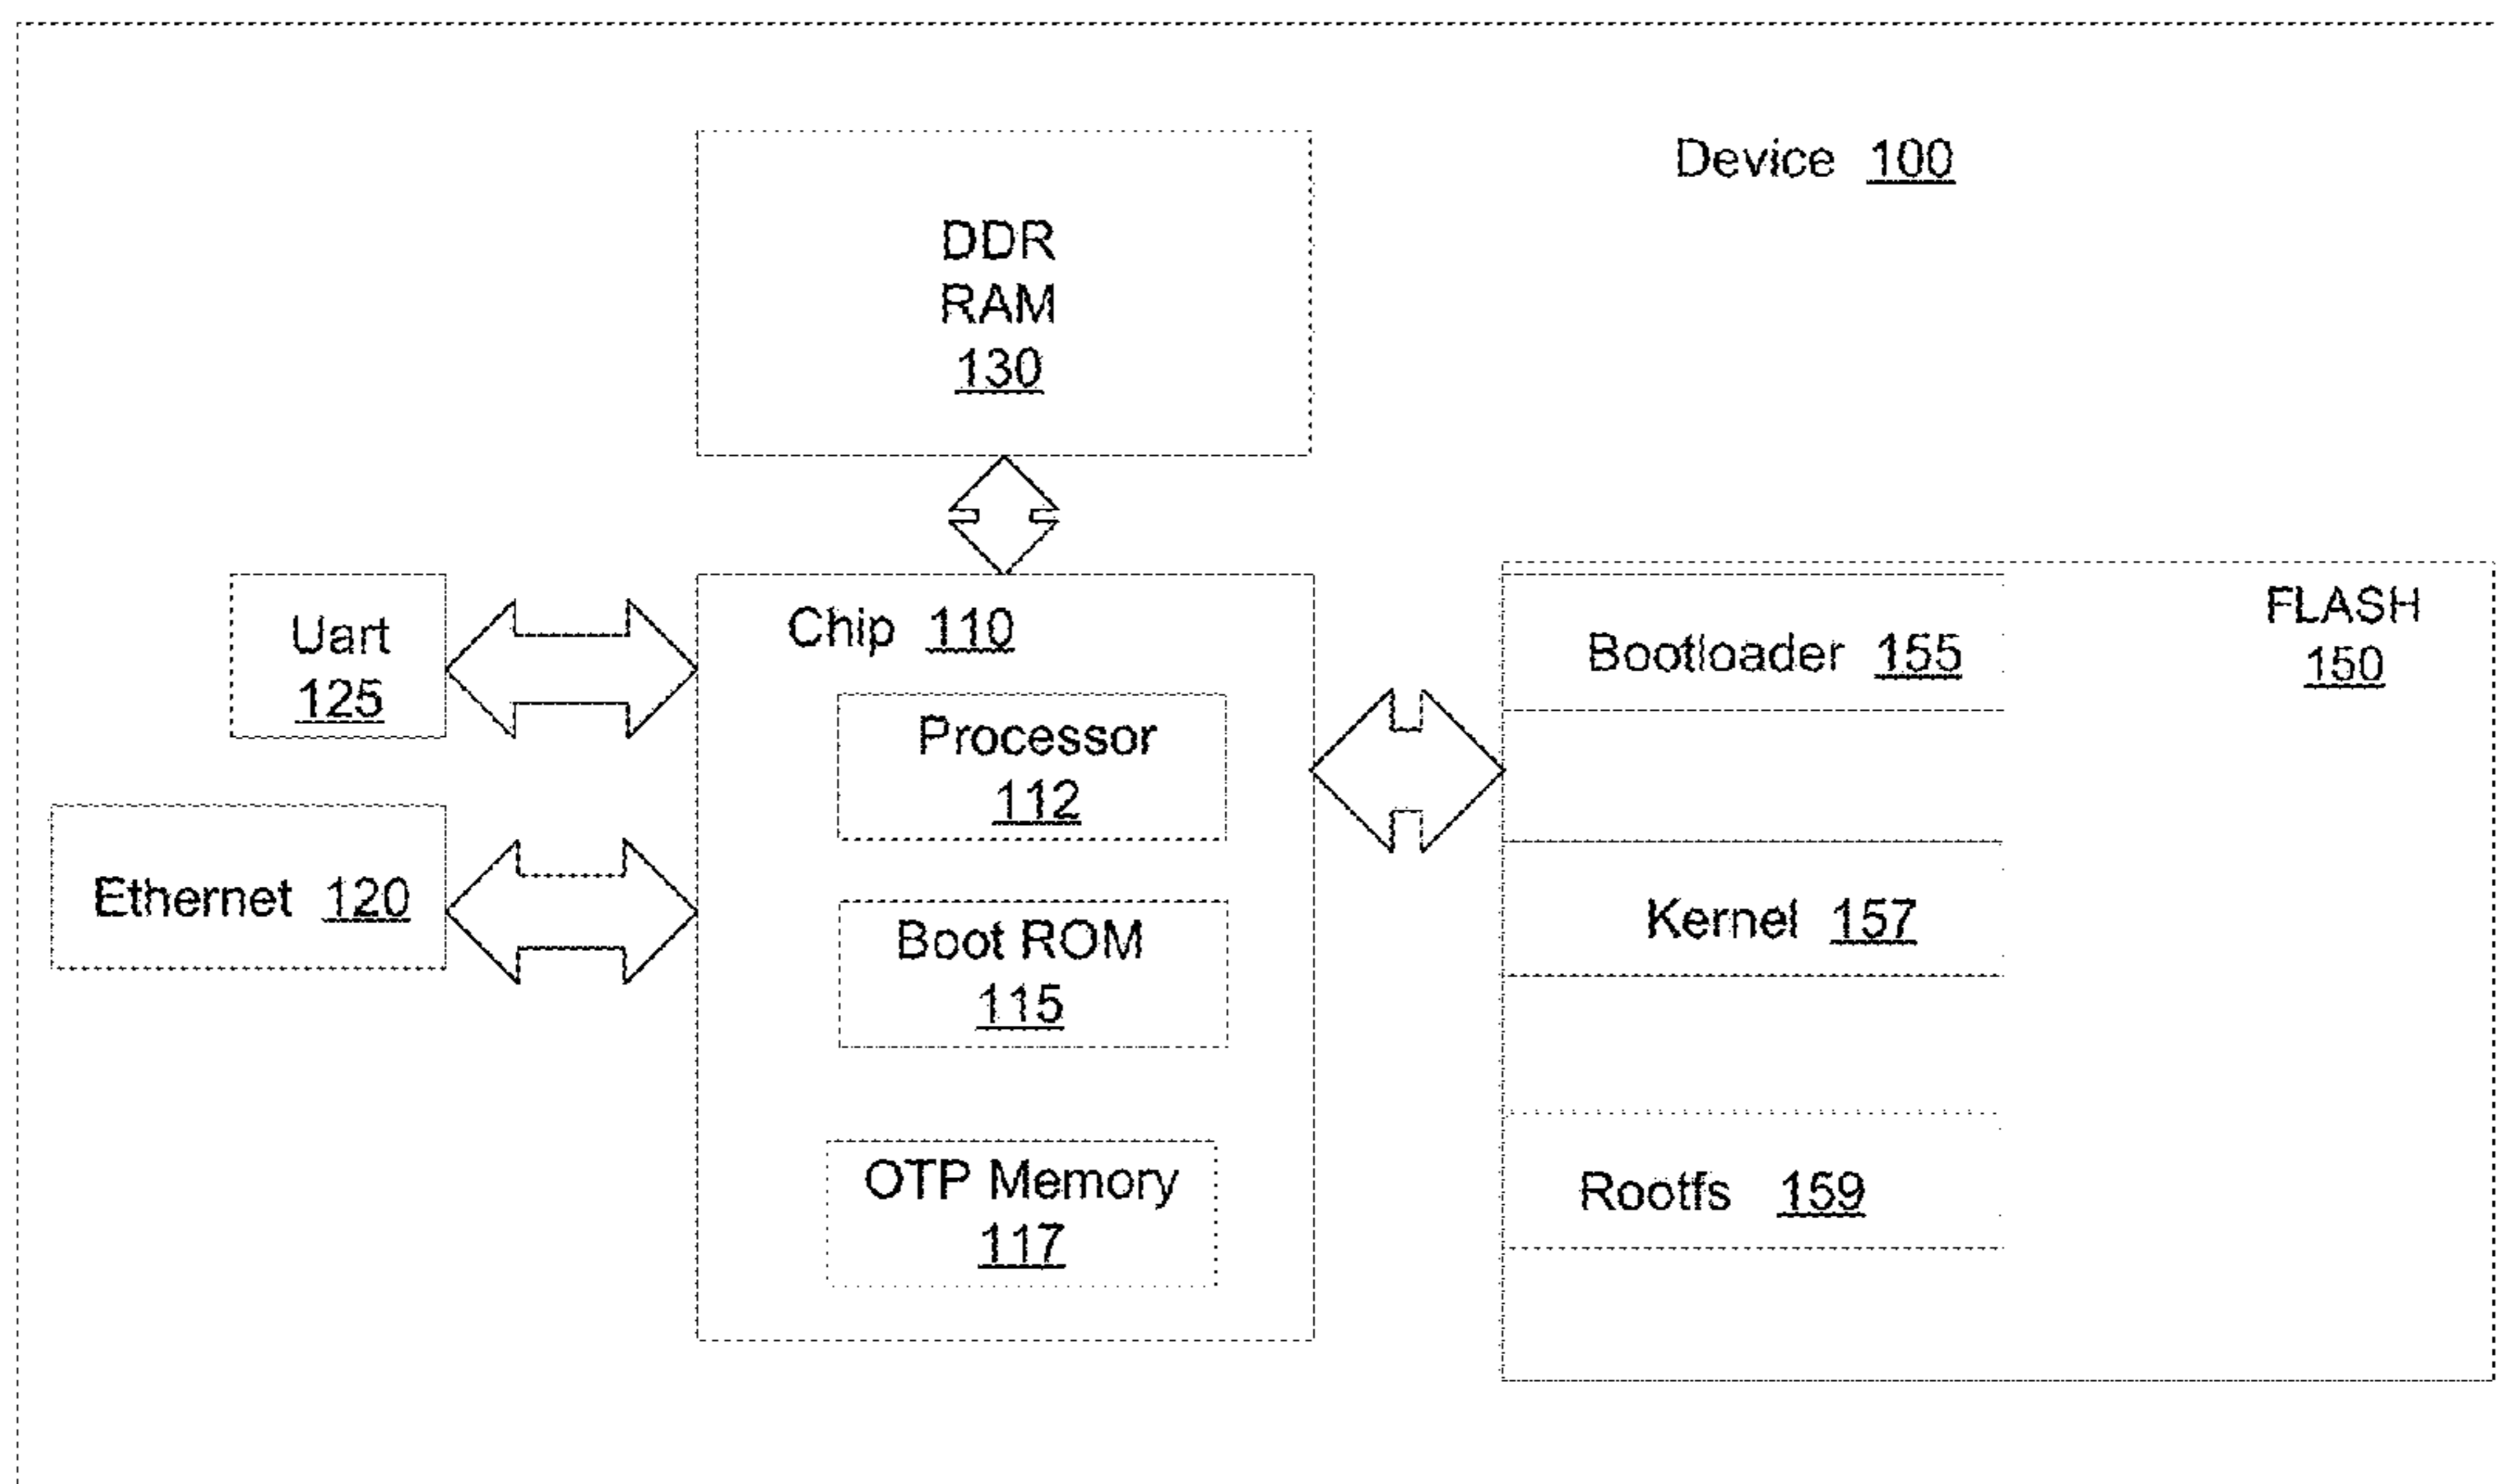 Device 100
DDR
RAM
130
Uart
125
Ethernet 120
Chip 110
Processor
112
Boot ROM
115
OTP Memory
117
FLASH
150
Bootloader 155
Kernel 157
Rootfs 159